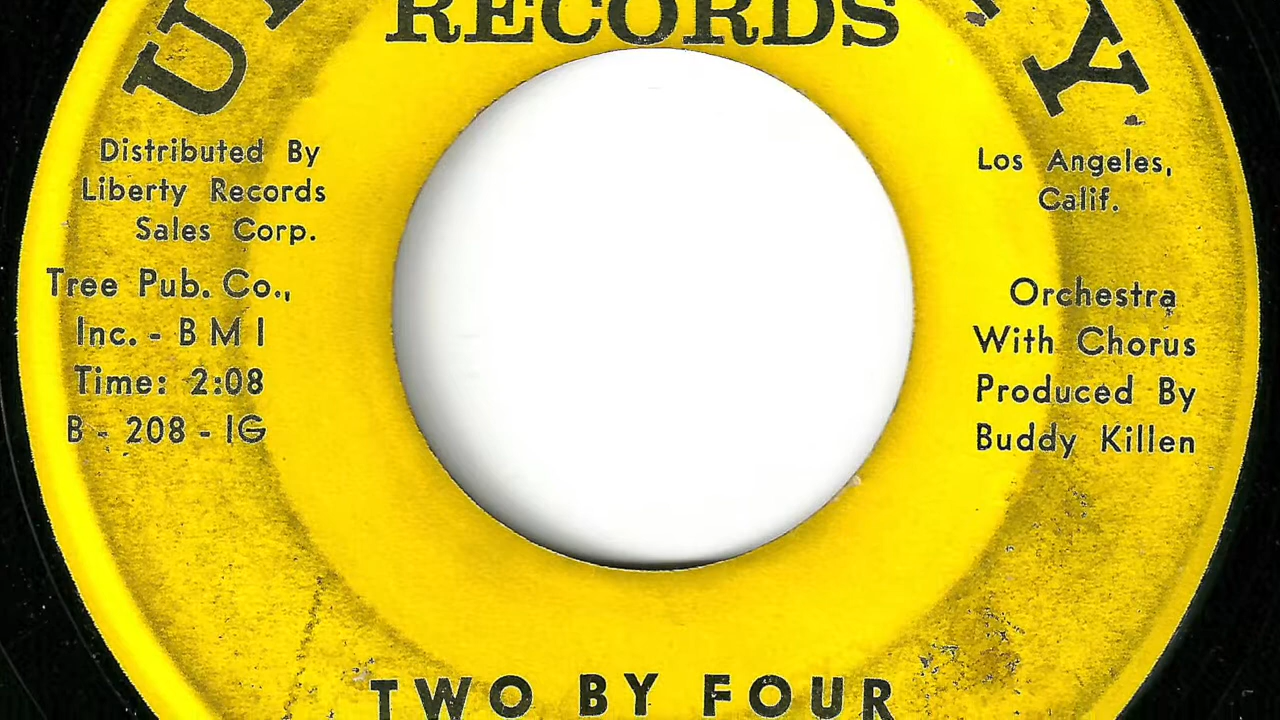 RECORDS
Distributed By
Liberty Records
Sales Corp.
Tree Pub. Co.,
Inc. - B M I
Time: 2:08
B - 208 - IG
Los Angeles,
Calif.
Orchestra
With Chorus
Produced By
Buddy Killen
TWO BY FOUR